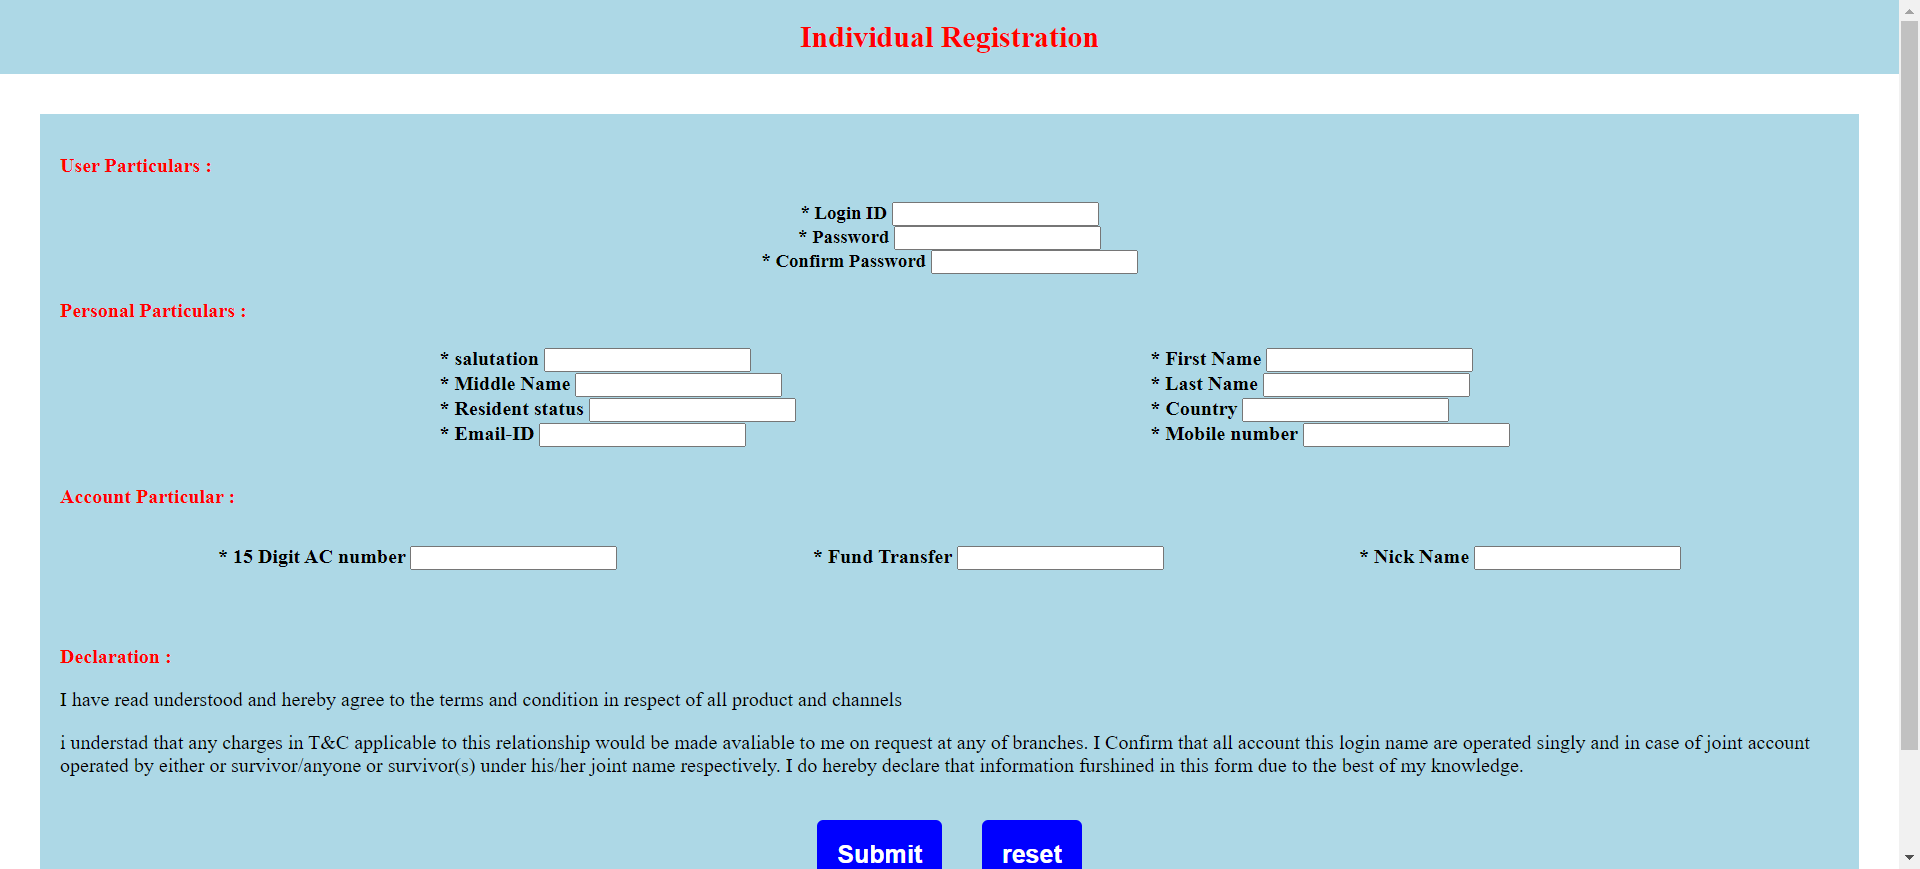 Individual Registration
User Particulars :
* Login ID
* Password
* Confirm Password
Personal Particulars :
* salutation
* First Name
* Middle Name
* Last Name
* Resident status
* Country
* Email-ID
* Mobile number
Account Particular :
* 15 Digit AC number
* Fund Transfer
* Nick Name
Declaration :
I have read understood and hereby agree to the terms and condition in respect of all product and channels
i understad that any charges in T&C applicable to this relationship would be made avaliable to me on request at any of branches. I Confirm that all account this login name are operated singly and in case of joint account
operated by either or survivor/anyone or survivor(s) under his/her joint name respectively. I do hereby declare that information furshined in this form due to the best of my knowledge.
Submit
reset